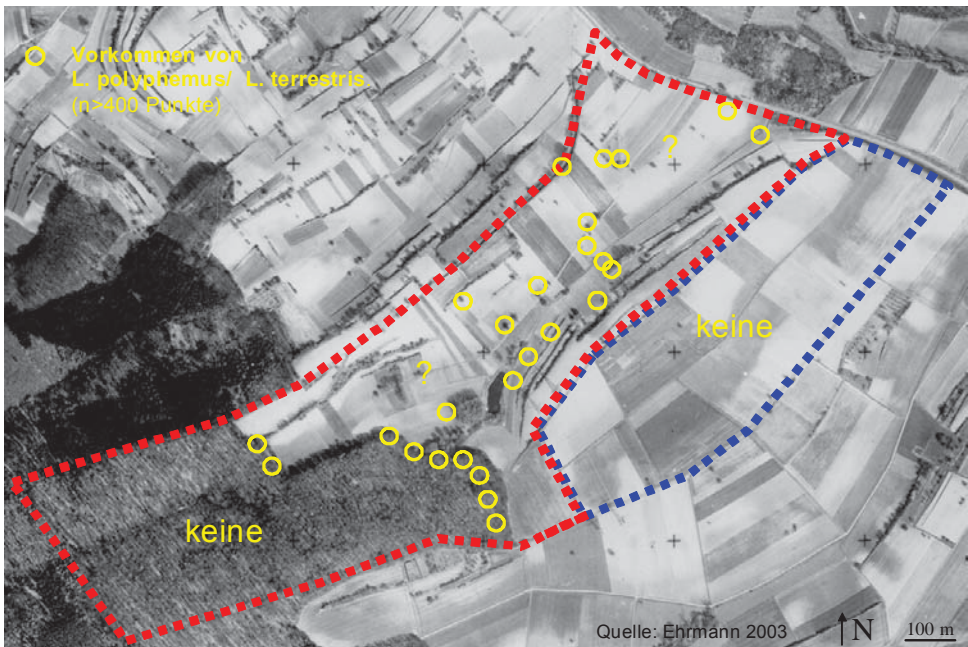 Vorkommen von
L. polyphemus/ L. terrestris
(n>400 Punkte)
?
keine
?
keine
Quelle: Ehrmann 2003
N
100 m